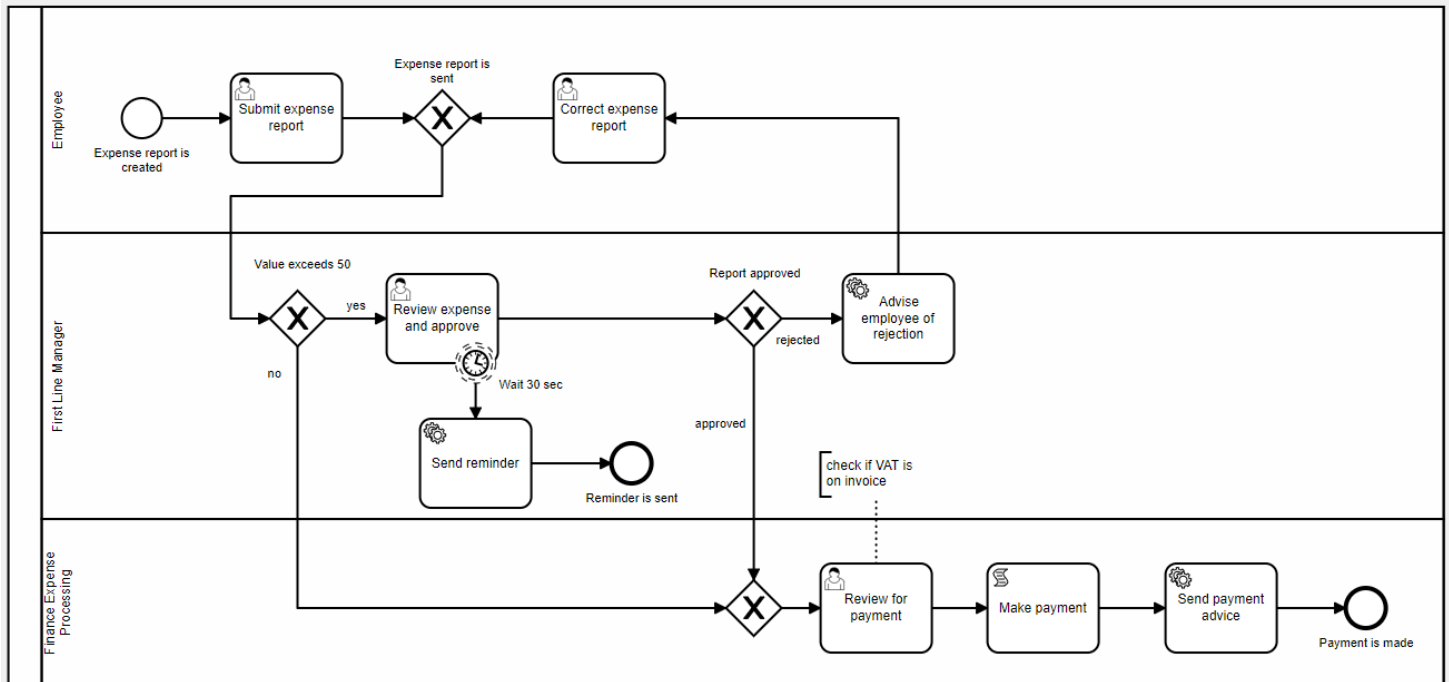 Employee
Expense report is
created
Submit expense
report
Expense report is
sent
Correct expense
report
First Line Manager
Value exceeds 50
yes
no
Review expense
and approve
Wait 30 sec
Send reminder
Reminder is sent
Report approved
rejected
approved
Advise
employee of
rejection
check if VAT is
on invoice
Finance Expense
Processing
Review for
payment
Make payment
Send payment
advice
Payment is made